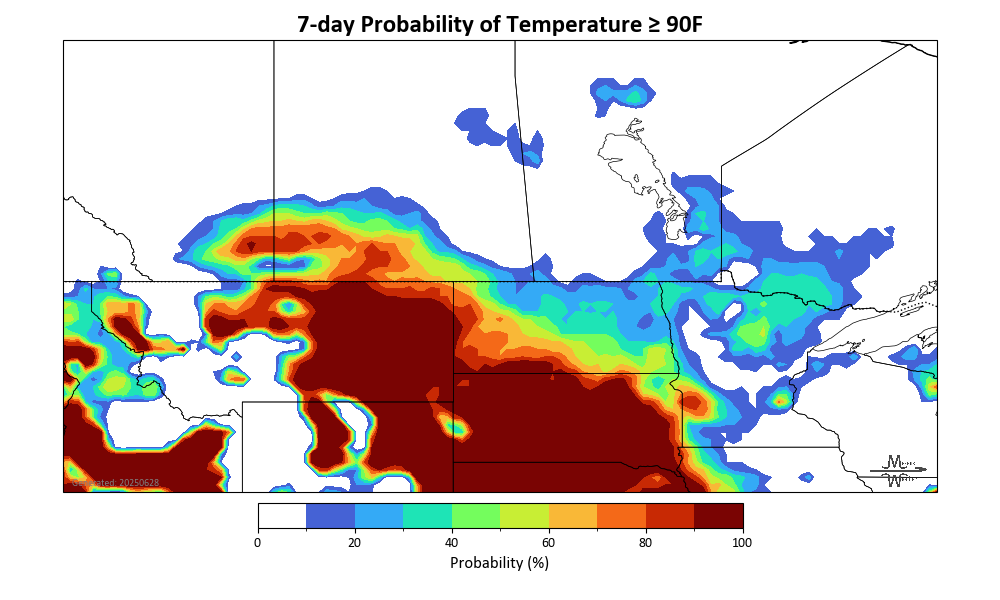 7-day Probability of Temperature ≥ 90F
Generated: 20250628
0 20 40 60 80 100
Probability (%)